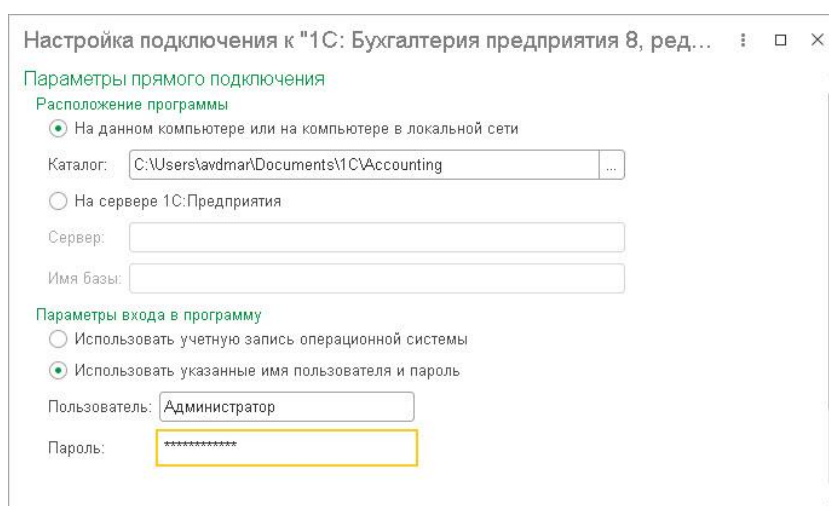 Настройка подключения к "1С: Бухгалтерия предприятия 8, ред...
Параметры прямого подключения
Расположение программы
На данном компьютере или на компьютере в локальной сети
Каталог: C:\Users\avdmar\Documents\1C\Accounting ...
На сервере 1С:Предприятия
Сервер:
Имя базы:
Параметры входа в программу
Использовать учетную запись операционной системы
Использовать указанные имя пользователя и пароль
Пользователь: Администратор
Пароль: ************